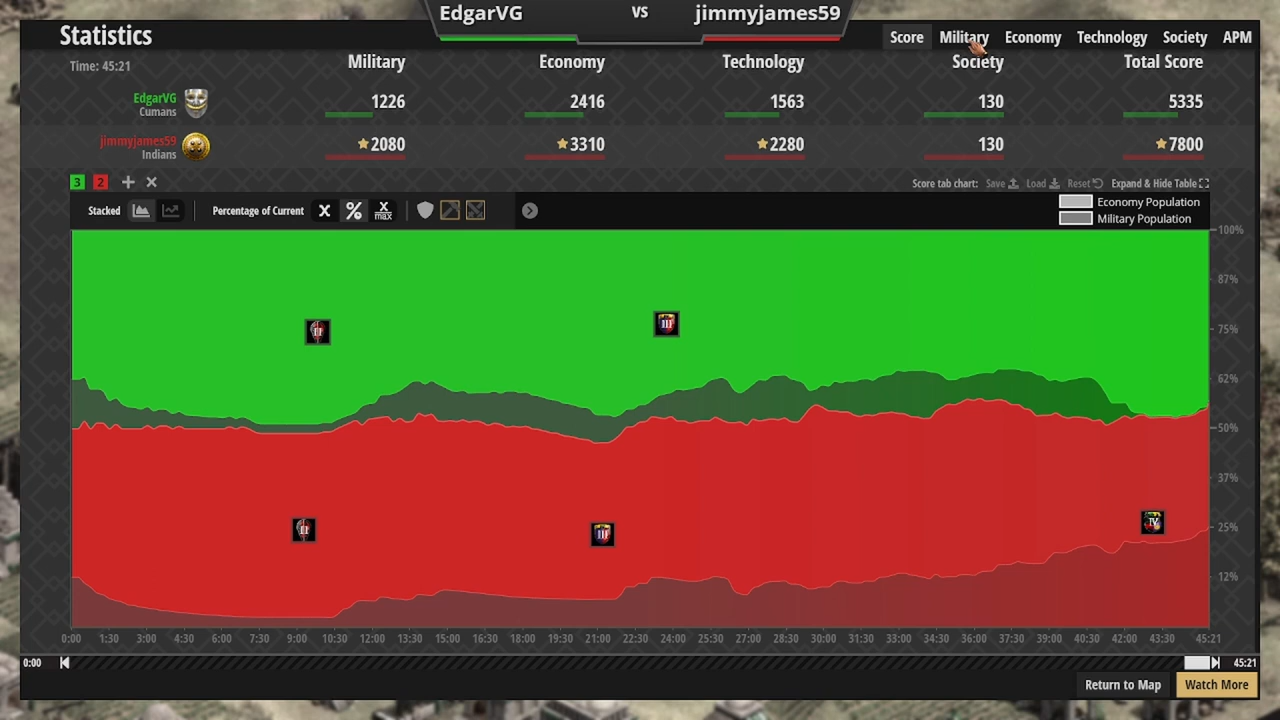 EdgarVG VS jimmyjames59
Statistics
Score Military Economy Technology Society APM
Time: 45:21
Military Economy Technology Society Total Score
EdgarVG
Cumans
1226 2416 1563 130 5335
jimmyjames59
Indians
2080 3310 2280 130 7800
3 2
Score tab chart: Save Load Reset Expand & Hide Table
Stacked Percentage of Current X % X max
Economy Population
Military Population
100%
87%
75%
62%
50%
37%
25%
12%
II
III
II
III
IV
0:00 1:30 3:00 4:30 6:00 7:30 9:00 10:30 12:00 13:30 15:00 16:30 18:00 19:30 21:00 22:30 24:00 25:30 27:00 28:30 30:00 31:30 33:00 34:30 36:00 37:30 39:00 40:30 42:00 43:30 45:21
0:00 45:21
Return to Map Watch More